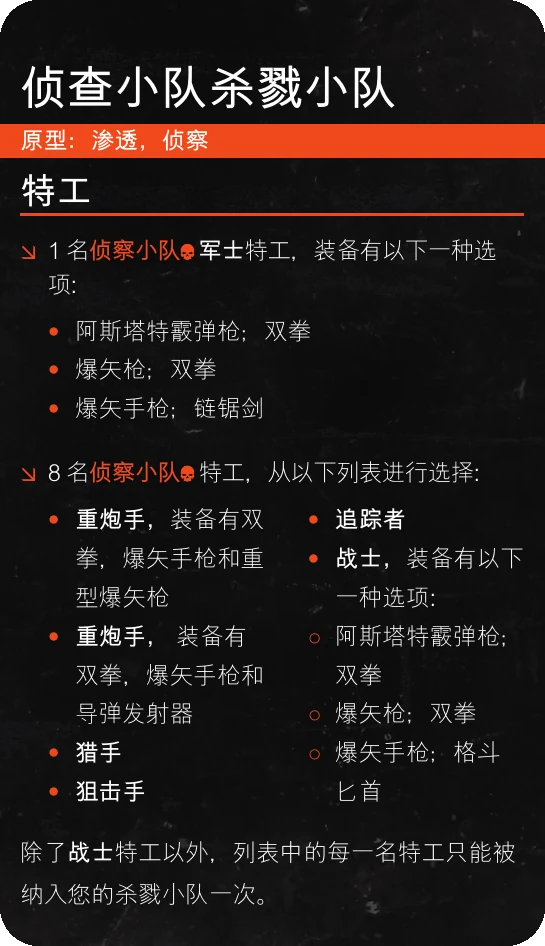 侦查小队杀戮小队
原型：渗透，侦察
特工
1 名侦察小队军士特工，装备有以下一种选
项：
• 阿斯塔特霰弹枪；双拳
• 爆矢枪；双拳
• 爆矢手枪；链锯剑
8 名侦察小队特工，从以下列表进行选择：
• 重炮手，装备有双
拳，爆矢手枪和重
型爆矢枪
• 重炮手， 装备有
双拳，爆矢手枪和
导弹发射器
• 猎手
• 狙击手
• 追踪者
• 战士，装备有以下
一种选项：
○ 阿斯塔特霰弹枪；
双拳
○ 爆矢枪；双拳
○ 爆矢手枪；格斗
匕首
除了战士特工以外，列表中的每一名特工只能被
纳入您的杀戮小队一次。